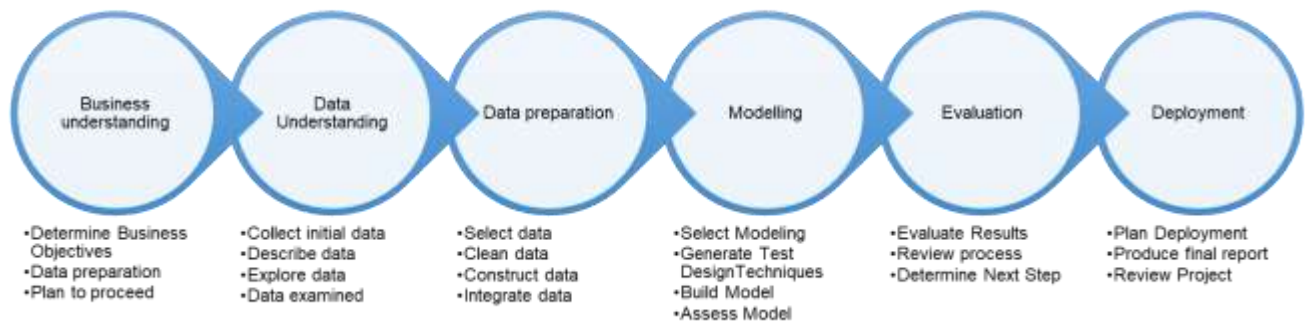 Business
understanding
Data
Understanding
Data preparation
Modelling
Evaluation
Deployment
•Determine Business
Objectives
•Data preparation
•Plan to proceed
•Collect initial data
•Describe data
•Explore data
•Data examined
•Select data
•Clean data
•Construct data
•Integrate data
•Select Modeling
•Generate Test
DesignTechniques
•Build Model
•Assess Model
•Evaluate Results
•Review process
•Determine Next Step
•Plan Deployment
•Produce final report
•Review Project